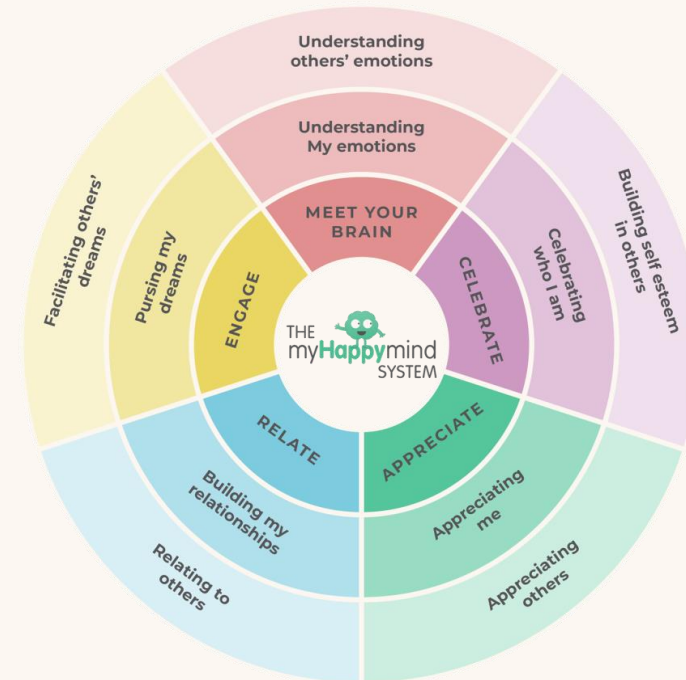 Understanding
others’ emotions
Understanding
My emotions
MEET YOUR
BRAIN
Building self esteem
in others
Celebrating
who I am
CELEBRATE
Appreciating
others
Appreciating
me
APPRECIATE
Relating to
others
Building my
relationships
RELATE
Facilitating others’
dreams
Pursing my
dreams
ENGAGE
THE
myHappymind
SYSTEM